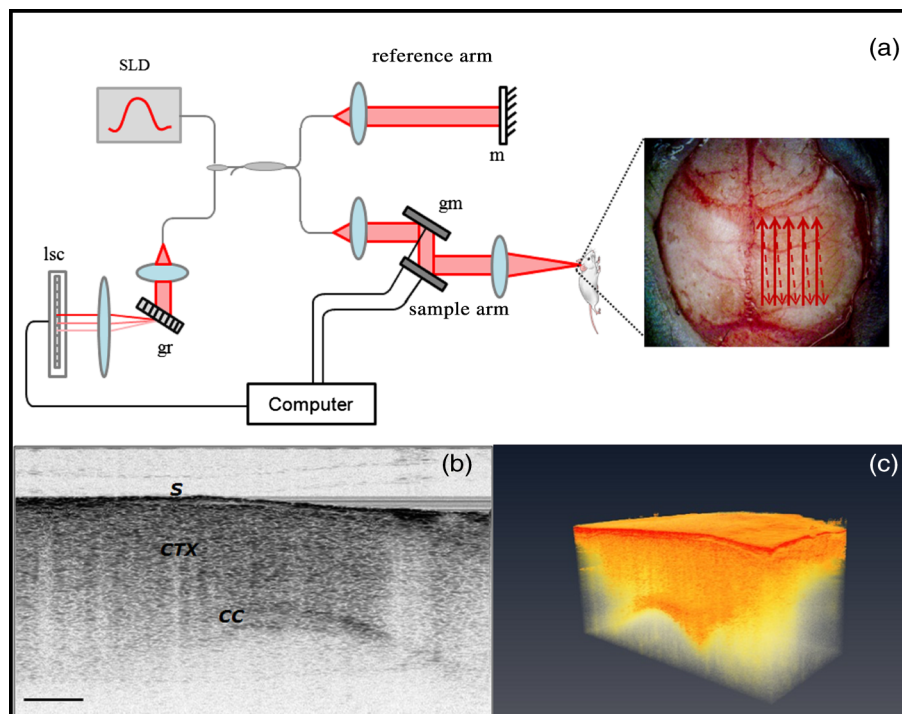 (a)
SLD
reference arm
m
gm
lsc
sample arm
gr
Computer
(b)
S
CTX
CC
(c)